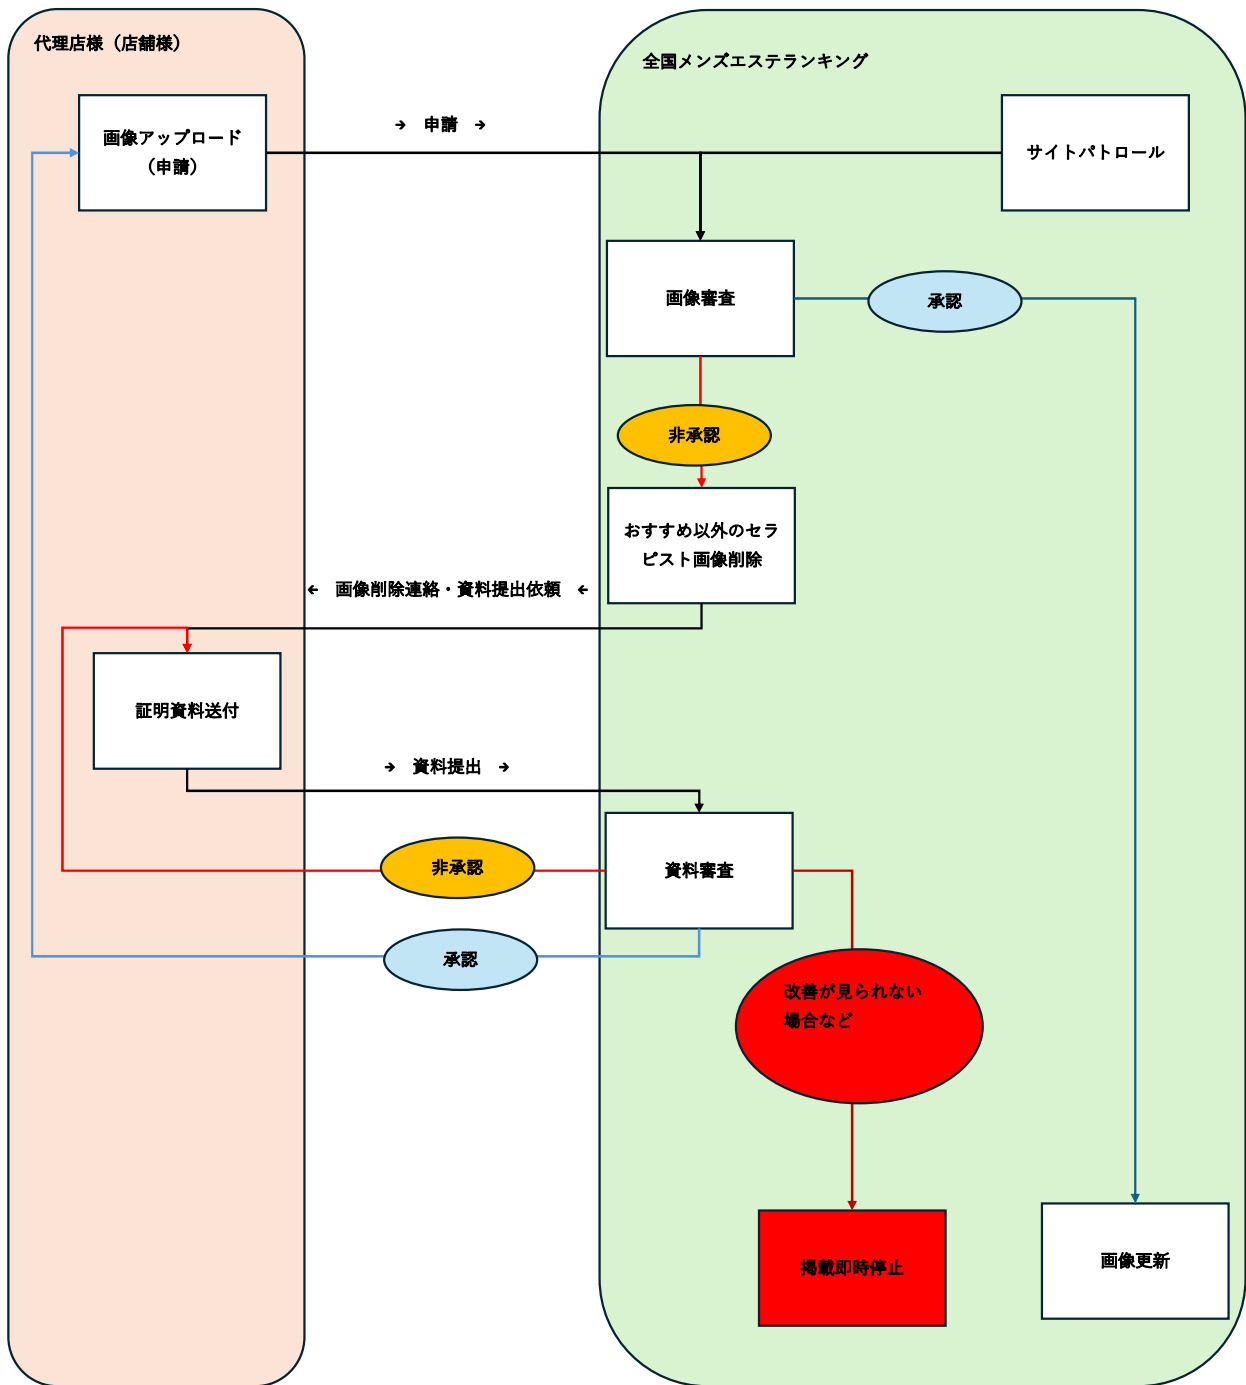 代理店様（店舗様）
全国メンズエステランキング
画像アップロード
（申請）
→　申請　→
サイトパトロール
画像審査
承認
非承認
おすすめ以外のセラ
ピスト画像削除
←　画像削除連絡・資料提出依頼　←
証明資料送付
→　資料提出　→
非承認
資料審査
承認
改善が見られない
場合など
掲載即時停止
画像更新